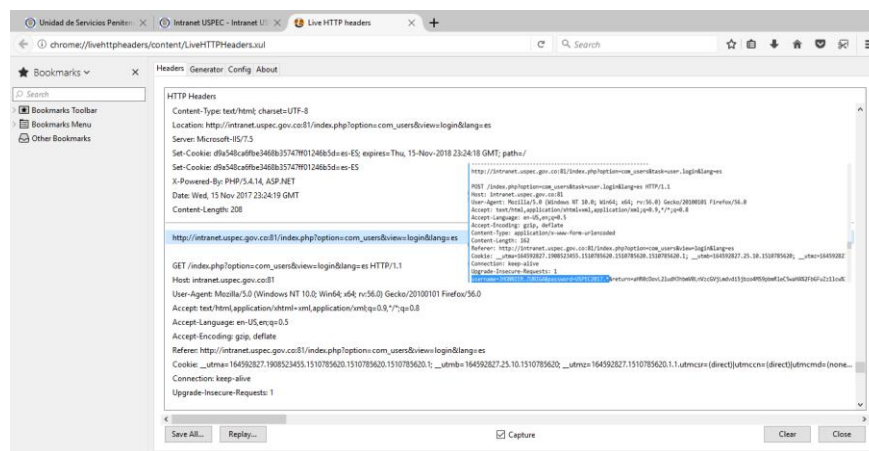 Unidad de Servicios Peniten
Intranet USPEC - Intranet US
Live HTTP headers
chrome://livehttpheaders/content/LiveHTTPHeaders.xul
Search
Bookmarks
Search
Bookmarks Toolbar
Bookmarks Menu
Other Bookmarks
Headers Generator Config About
HTTP Headers
Content-Type: text/html; charset=UTF-8
Location: http://intranet.uspec.gov.co:81/index.php?option=com_users&view=login&lang=es
Server: Microsoft-IIS/7.5
Set-Cookie: d9a548ca6fbe3468b35747ff01246b5d=es-ES; expires=Thu, 15-Nov-2018 23:24:18 GMT; path=/
Set-Cookie: d9a548ca6fbe3468b35747ff01246b5d=es-ES
X-Powered-By: PHP/5.4.14, ASP.NET
Date: Wed, 15 Nov 2017 23:24:19 GMT
Content-Length: 208
http://intranet.uspec.gov.co:81/index.php?option=com_users&view=login&lang=es
GET /index.php?option=com_users&view=login&lang=es HTTP/1.1
Host: intranet.uspec.gov.co:81
User-Agent: Mozilla/5.0 (Windows NT 10.0; Win64; x64; rv:56.0) Gecko/20100101 Firefox/56.0
Accept: text/html,application/xhtml+xml,application/xml;q=0.9,*/*;q=0.8
Accept-Language: en-US,en;q=0.5
Accept-Encoding: gzip, deflate
Referer: http://intranet.uspec.gov.co:81/index.php?option=com_users&view=login&lang=es
Cookie: __utma=164592827.1908523455.1510785620.1510785620.1510785620.1; __utmb=164592827.25.10.1510785620; __utmz=164592827.1510785620.1.1.utmcsr=(direct)|utmccn=(direct)|utmcmd=(none...
Connection: keep-alive
Upgrade-Insecure-Requests: 1
http://intranet.uspec.gov.co:81/index.php?option=com_users&task=user.login&lang=es
POST /index.php?option=com_users&task=user.login&lang=es HTTP/1.1
Host: intranet.uspec.gov.co:81
User-Agent: Mozilla/5.0 (Windows NT 10.0; Win64; x64; rv:56.0) Gecko/20100101 Firefox/56.0
Accept: text/html,application/xhtml+xml,application/xml;q=0.9,*/*;q=0.8
Accept-Language: en-US,en;q=0.5
Accept-Encoding: gzip, deflate
Content-Type: application/x-www-form-urlencoded
Content-Length: 162
Referer: http://intranet.uspec.gov.co:81/index.php?option=com_users&view=login&lang=es
Cookie: __utma=164592827.1908523455.1510785620.1510785620.1510785620.1; __utmb=164592827.25.10.1510785620; __utmz=16459282
Connection: keep-alive
Upgrade-Insecure-Requests: 1
Save All...
Replay...
Capture
Clear
Close